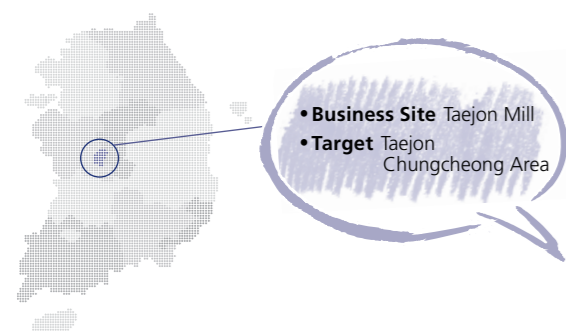 •Business Site Taejon Mill
•Target Taejon
Chungcheong Area